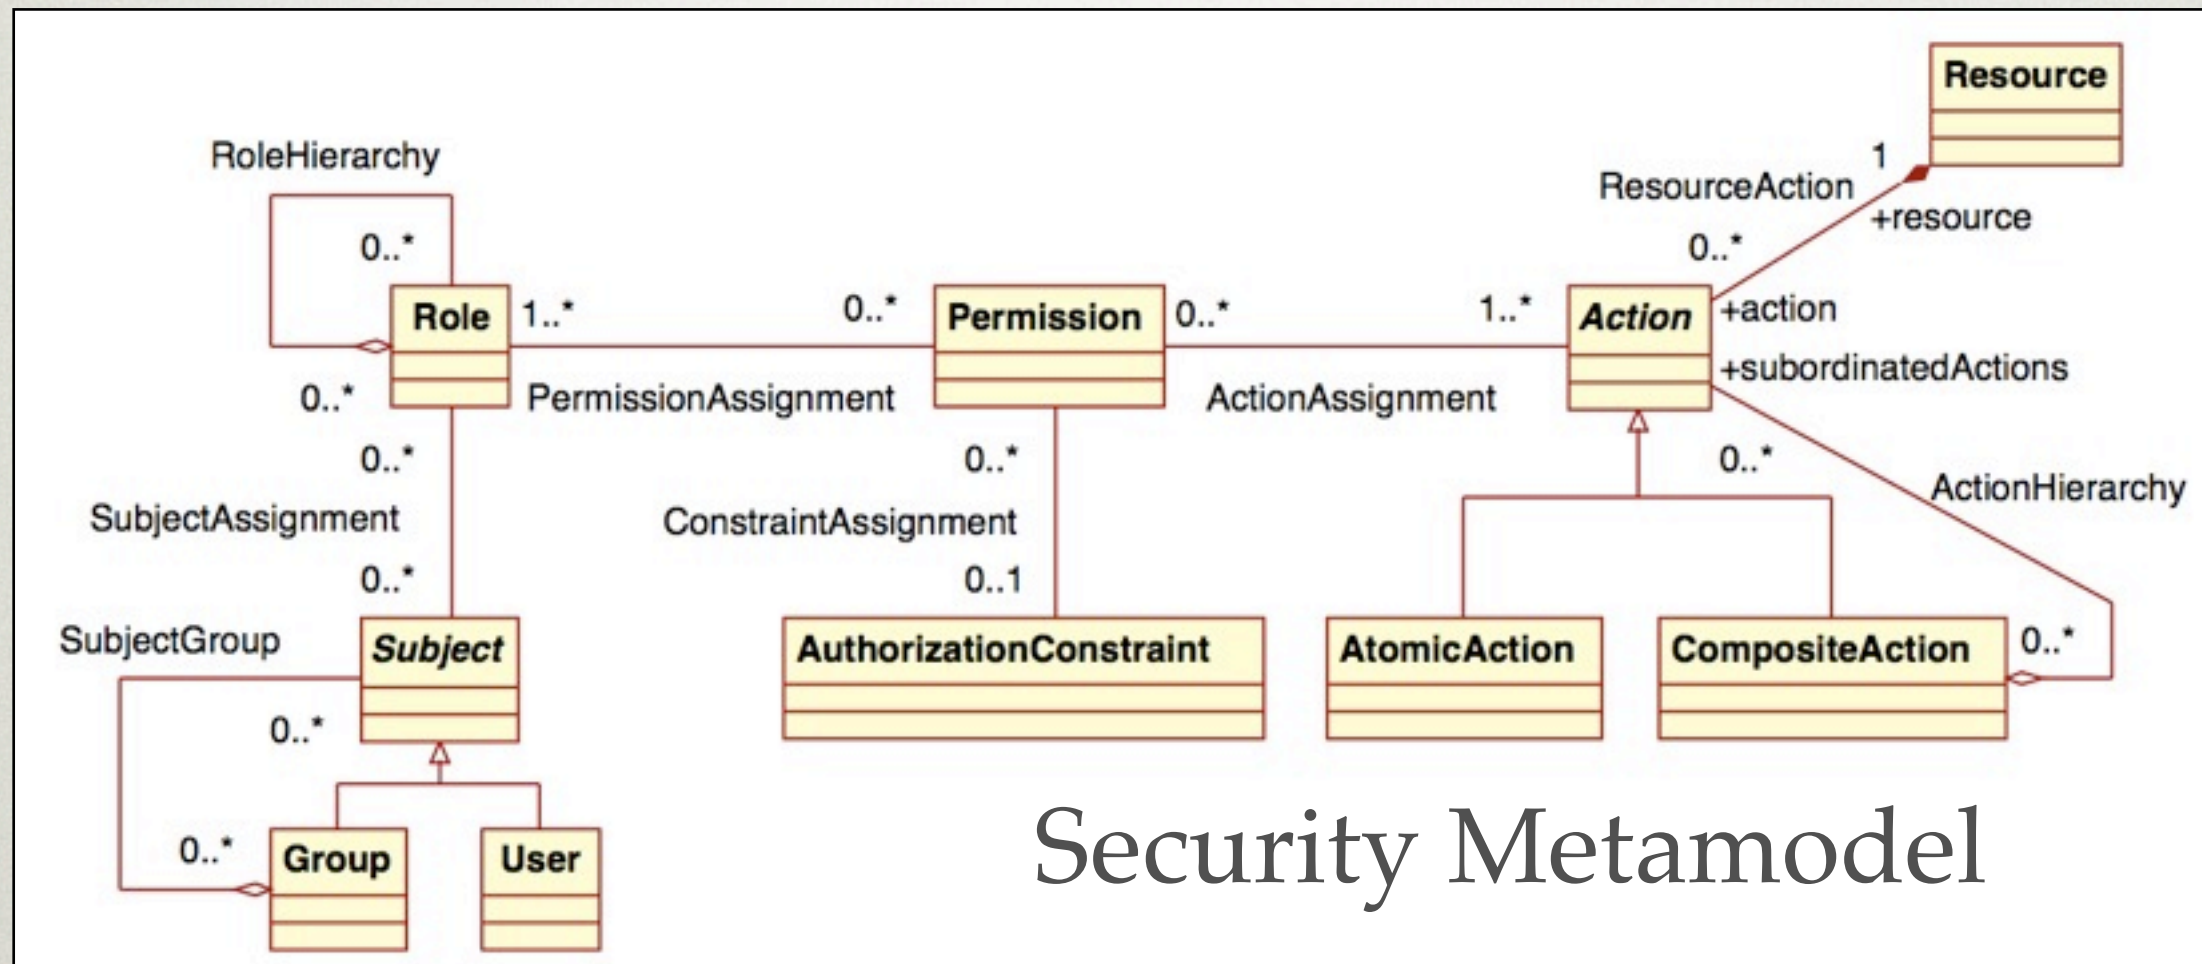 Resource
RoleHierarchy
1
ResourceAction
+resource
0..*
0..*
Role
1..*
0..*
Permission
0..*
1..*
Action
+action
+subordinatedActions
0..*
PermissionAssignment
ActionAssignment
0..*
0..*
0..*
ActionHierarchy
SubjectAssignment
ConstraintAssignment
0..*
0..1
SubjectGroup
Subject
AuthorizationConstraint
AtomicAction
CompositeAction
0..*
0..*
0..*
Group
User
Security Metamodel